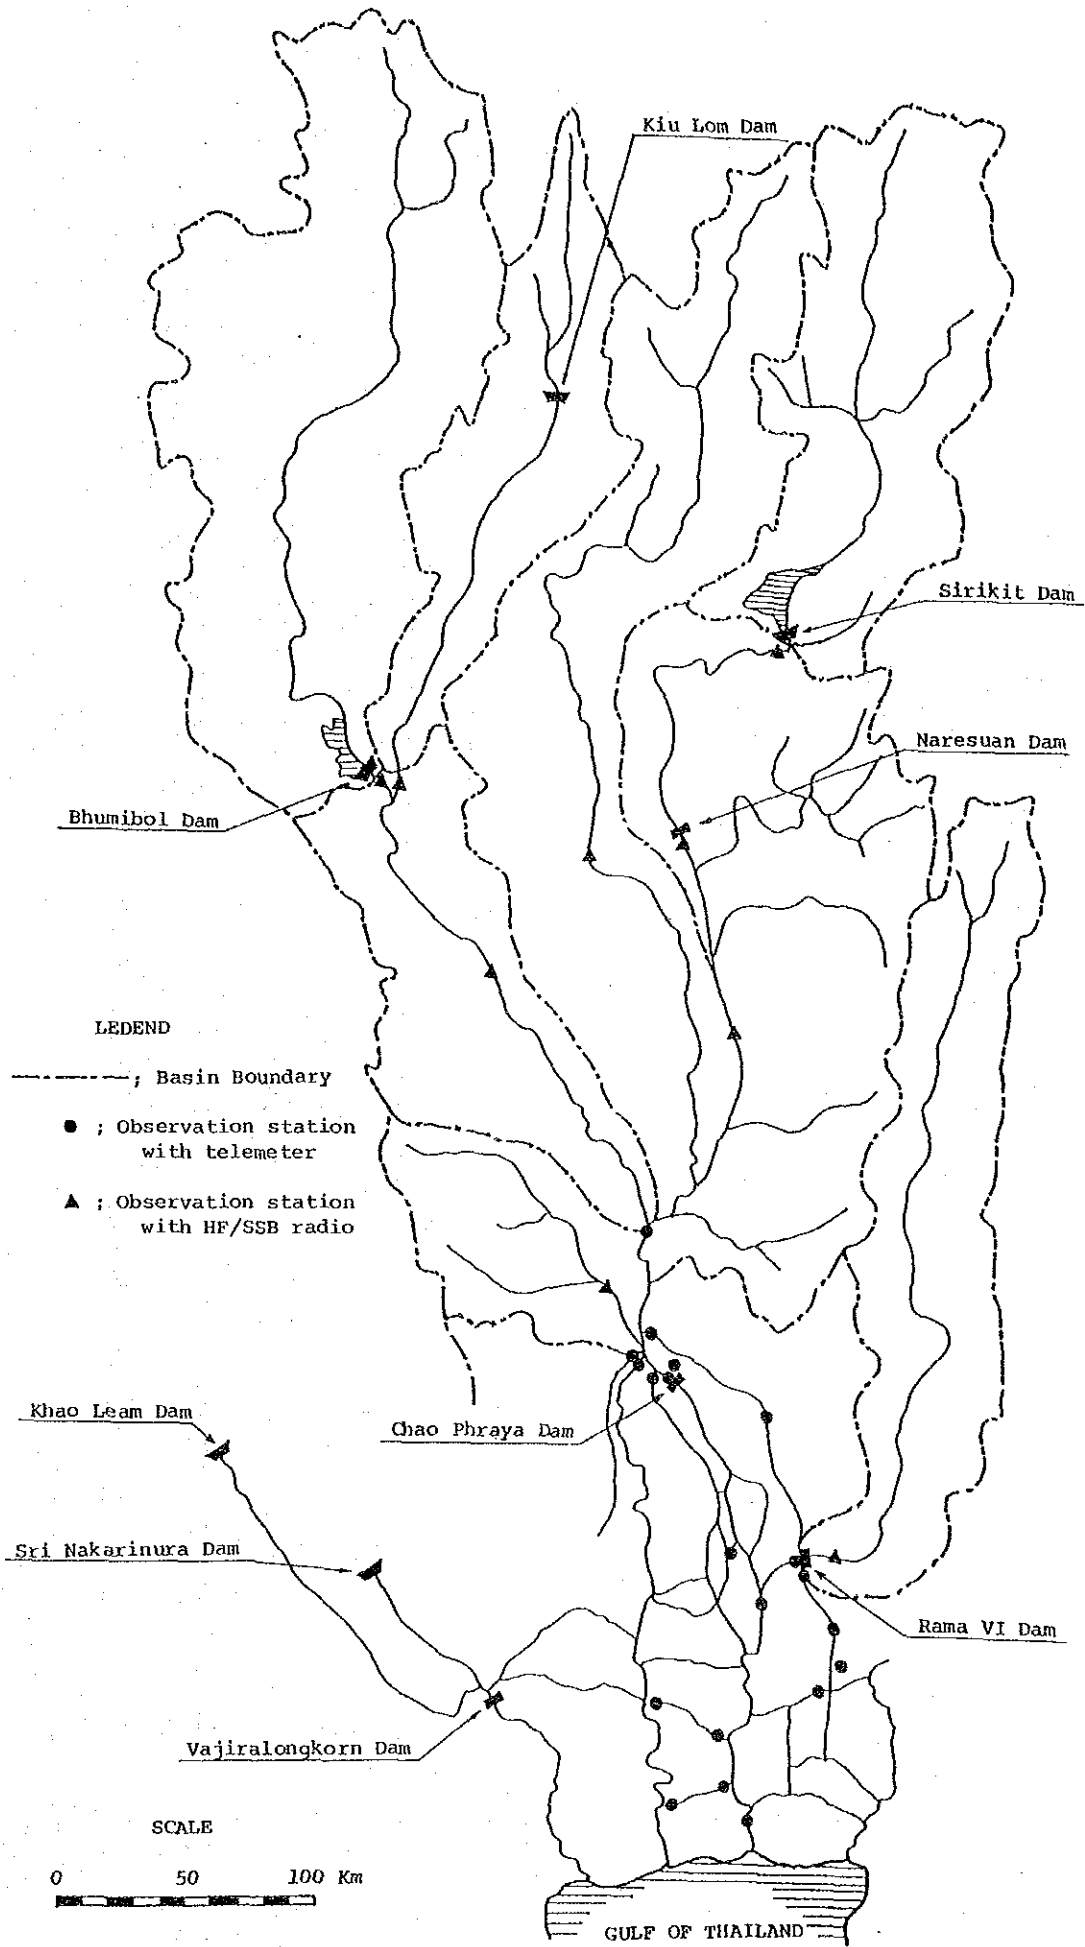 Kiu Lom Dam
Sirikit Dam
Naresuan Dam
Bhumibol Dam
LEDEND
; Basin Boundary
; Observation station
with telemeter
; Observation station
with HF/SSB radio
Khao Leam Dam
Chao Phraya Dam
Sri Nakarinura Dam
Rama VI Dam
Vajiralongkorn Dam
SCALE
0 50 100 Km
GULF OF THAILAND